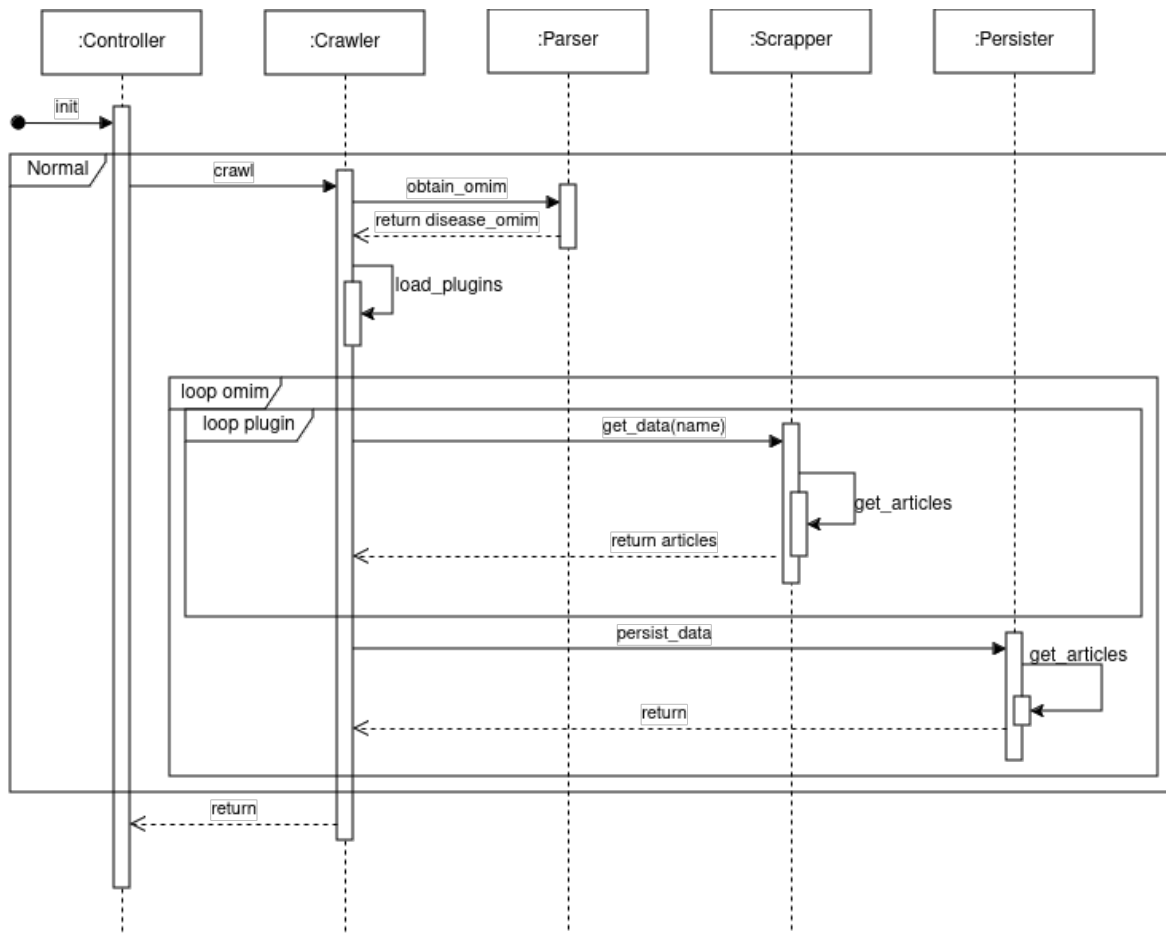 :Controller
:Crawler
:Parser
:Scrapper
:Persister
init
Normal
crawl
obtain_omim
return disease_omim
load_plugins
loop omim
loop plugin
get_data(name)
get_articles
return articles
persist_data
get_articles
return
return